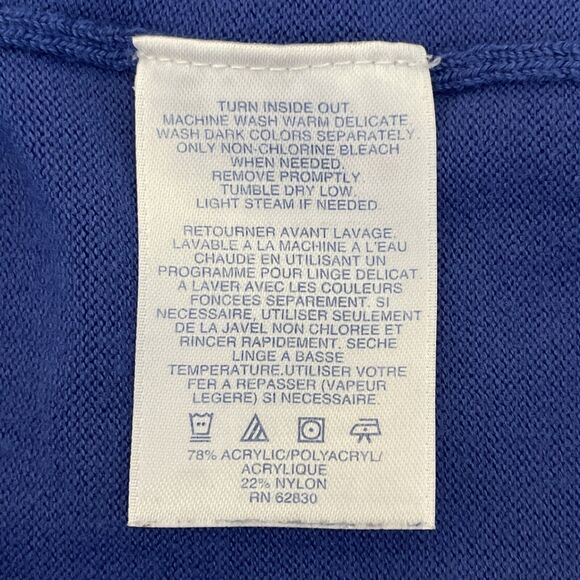 TURN INSIDE OUT.
MACHINE WASH WARM DELICATE.
WASH DARK COLORS SEPARATELY.
ONLY NON-CHLORINE BLEACH
WHEN NEEDED.
REMOVE PROMPTLY
TUMBLE DRY LOW.
LIGHT STEAM IF NEEDED.
RETOURNER AVANT LAVAGE.
LAVABLE A LA MACHINE A L'EAU
CHAUDE EN UTILISANT UN
PROGRAMME POUR LINGE DELICAT.
A LAVER AVEC LES COULEURS
FONCEES SEPAREMENT. SI
NECESSAIRE, UTILISER SEULEMENT
DE LA JAVEL NON CHLOREE ET
RINCER RAPIDEMENT. SECHE
LINGE A BASSE
TEMPERATURE.UTILISER VOTRE
FER A REPASSER (VAPEUR
LEGERE) SI NECESSAIRE.
78% ACRYLIC/POLYACRYL/
ACRYLIQUE
22% NYLON
RN 62830